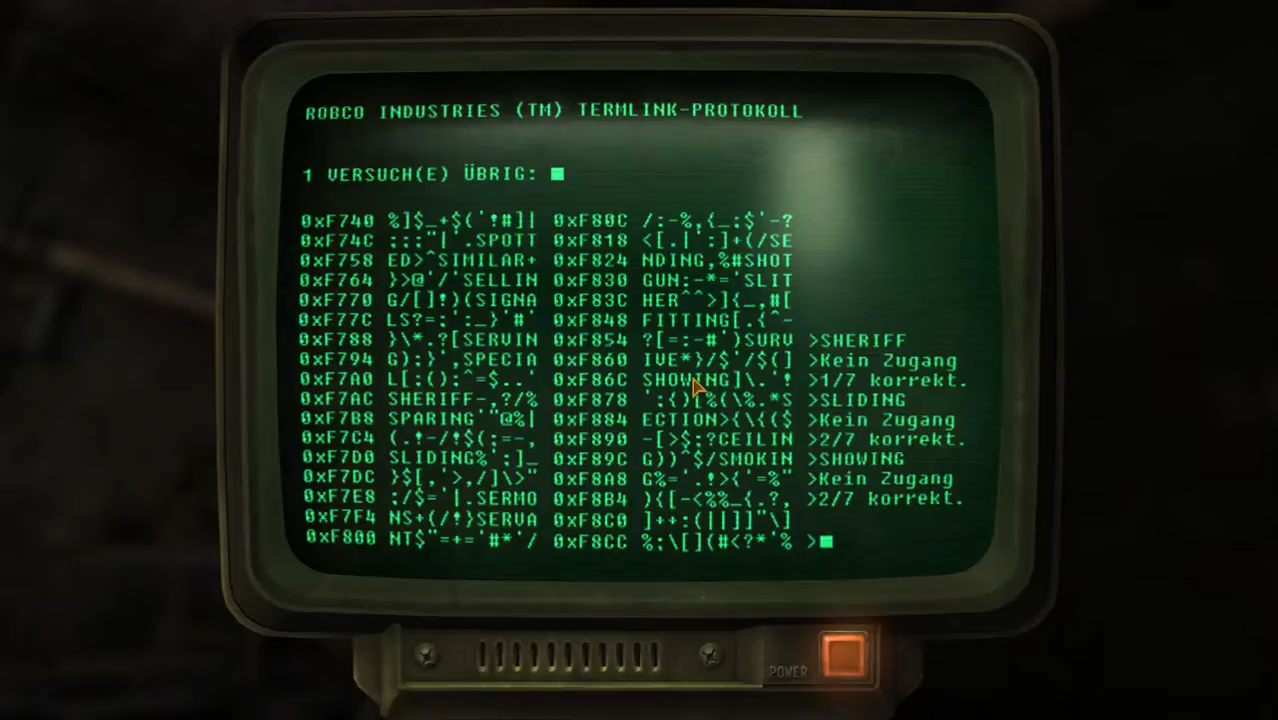 ROBCO INDUSTRIES (TM) TERMLINK-PROTOKOLL
1 VERSUCH(E) ÜBRIG:
0xF740 %]$_+$('!#]| 0xF80C /:-%,{_:$'-?
0xF74C :::"|'.SPOTT 0xF818 <[.|':]+(/SE
0xF758 ED>^SIMILAR+ 0xF824 NDING,%#SHOT
0xF764 }>@'/'SELLIN 0xF830 GUN:-*='SLIT
0xF770 G/[]!)(SIGNA 0xF83C HER^^>]{_,#[
0xF77C LS?=;':_}'#' 0xF848 FITTING[.{^-
0xF788 }\*.?[SERVIN 0xF854 ?[=:-#')SURV >SHERIFF
0xF794 G):}',SPECIA 0xF860 IVE*}/$'/$(] >Kein Zugang
0xF7A0 L[;():^=$..' 0xF86C SHOWING]\.'! >1/7 korrekt.
0xF7AC SHERIFF-,?/% 0xF878 ':{)[%(\%.*S >SLIDING
0xF7B8 SPARING'"@%| 0xF884 ECTION>{\{($ >Kein Zugang
0xF7C4 (.!-/!$(;=-, 0xF890 -[>$;?CEILIN >2/7 korrekt.
0xF7D0 SLIDING%':]_ 0xF89C G))^$/SMOKIN >SHOWING
0xF7DC }$[,'>,/]\>" 0xF8A8 G%='.!>{'=%" >Kein Zugang
0xF7E8 ;/$='|.SERMO 0xF8B4 ){[-<%%_{.?, >2/7 korrekt.
0xF7F4 NS+(/!}SERVA 0xF8C0 ]++:(||]]"\]
0xF800 NT$"=+='#*'/ 0xF8CC %;\[](#<?*'% >